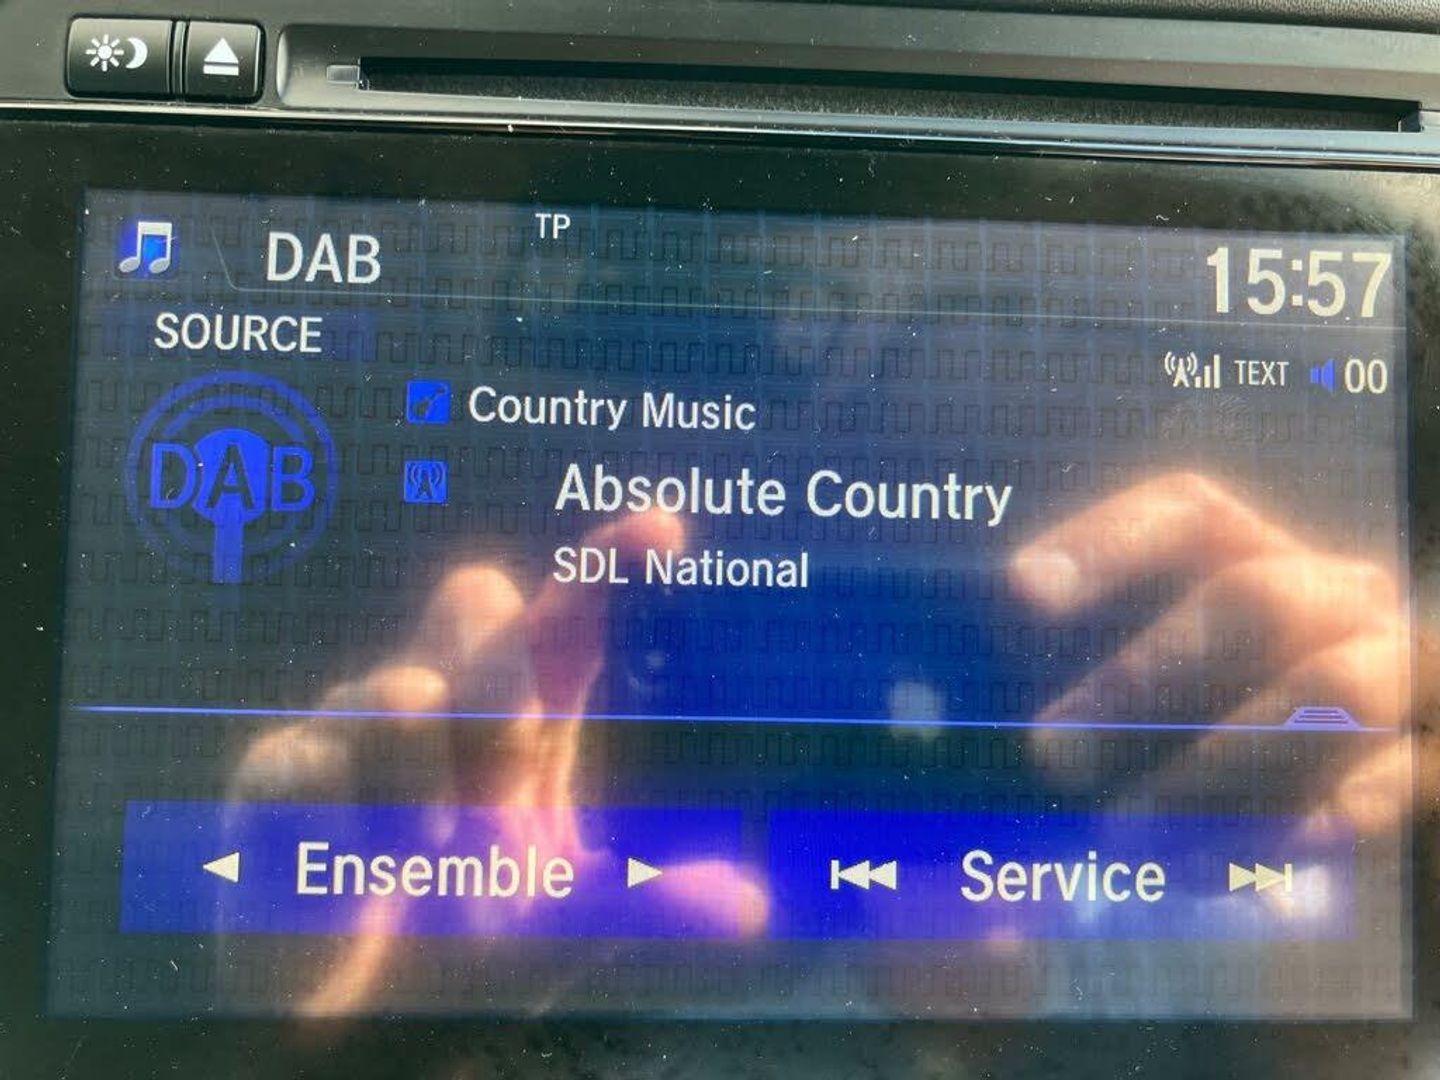 DAB
TP
15:57
SOURCE
TEXT 00
DAB
Country Music
Absolute Country
SDL National
Ensemble
Service